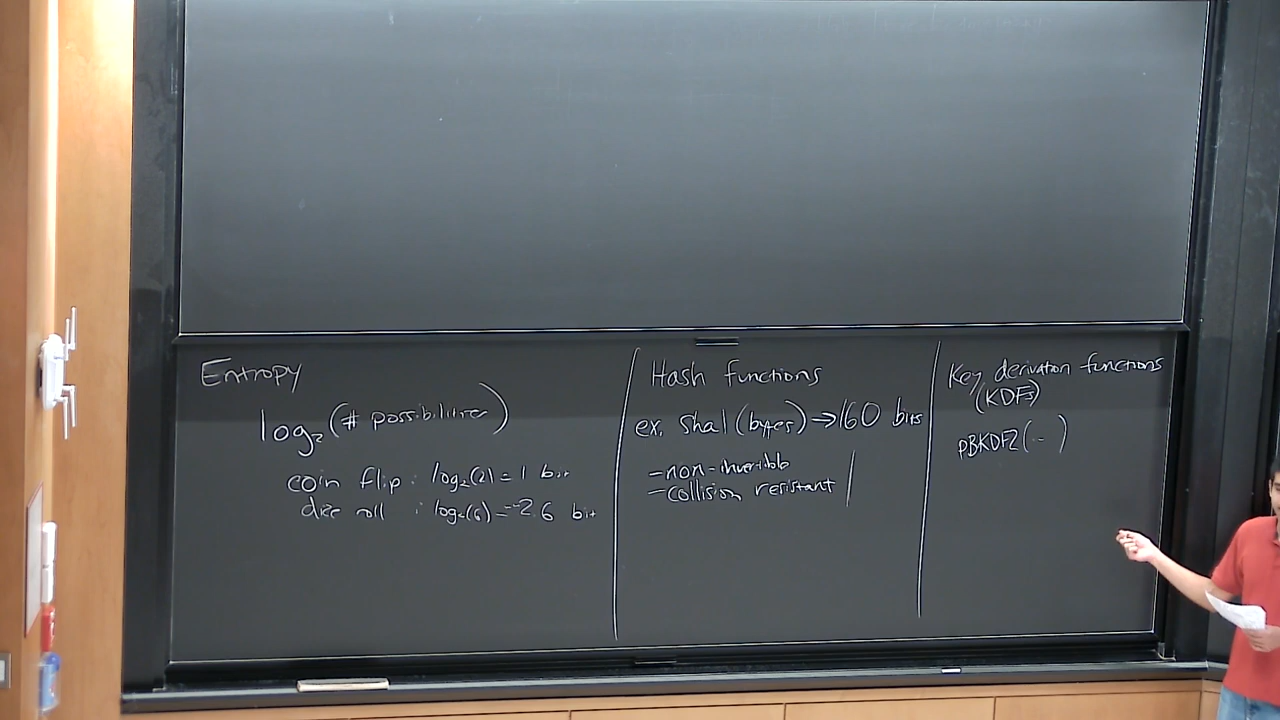 Entropy
log₂(# possibilities)
coin flip: log₂(2)=1 bit
dice roll : log₂(6)=~2.6 bit
Hash functions
ex. sha1(bytes)→160 bits
-non-invertible
-collision resistant
Key derivation functions
(KDFs)
PBKDF2(...)